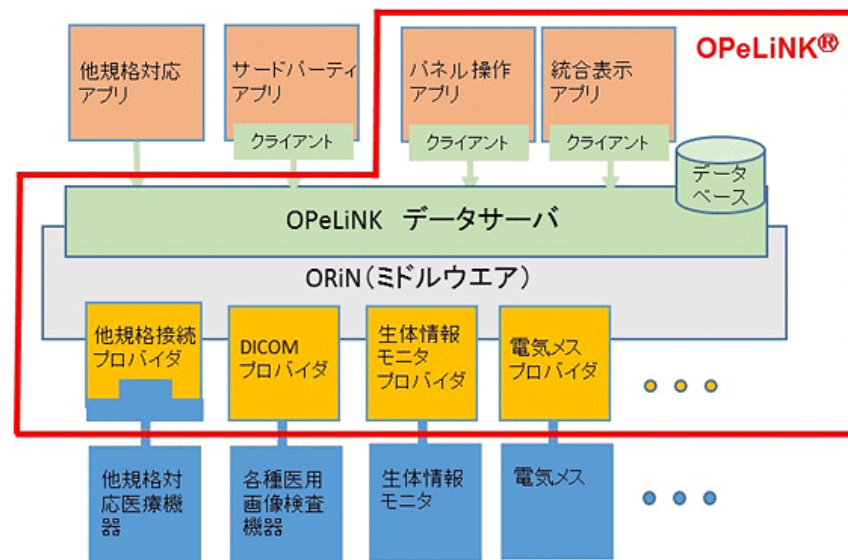 OPeLiNK®
他規格対応
アプリ
サードパーティ
アプリ
クライアント
パネル操作
アプリ
クライアント
統合表示
アプリ
クライアント
データ
ベース
OPeLiNK データサーバ
ORiN(ミドルウエア)
他規格接続
プロバイダ
DICOM
プロバイダ
生体情報
モニタ
プロバイダ
電気メス
プロバイダ
他規格対
応医療機
器
各種医用
画像検査
機器
生体情報
モニタ
電気メス